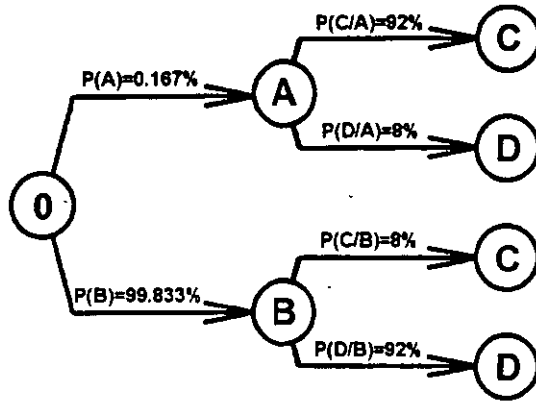 P(C/A)=92%
C
P(A)=0.167%
A
P(D/A)=8%
D
0
P(C/B)=8%
C
P(B)=99.833%
B
P(D/B)=92%
D